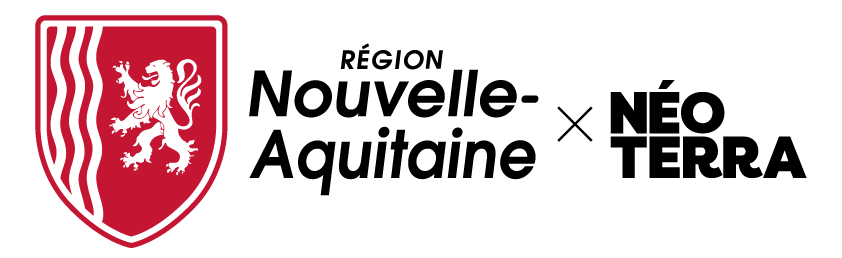 RÉGION
Nouvelle-
Aquitaine
×
NÉO
TERRA